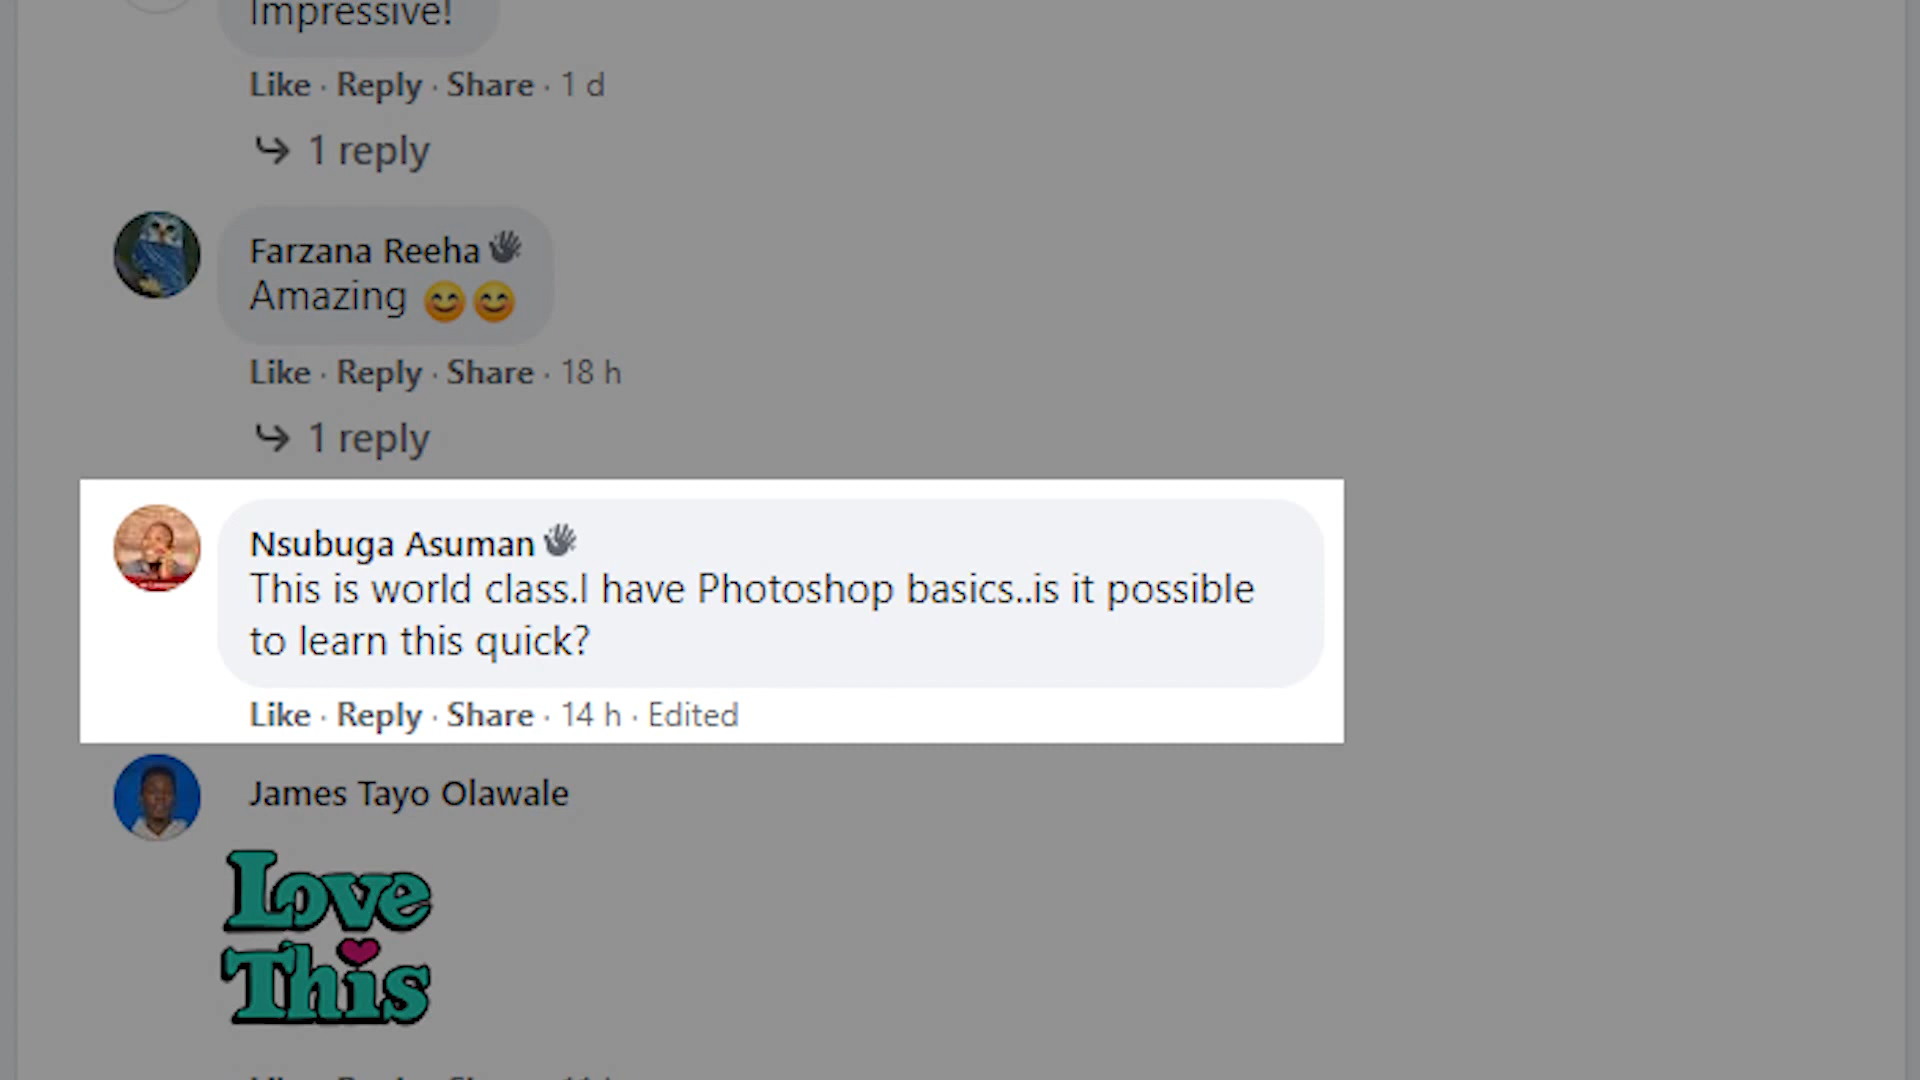 Impressive!
Like · Reply · Share · 1 d
1 reply
Farzana Reeha
Amazing 😊😊
Like · Reply · Share · 18 h
1 reply
Nsubuga Asuman
This is world class.I have Photoshop basics..is it possible
to learn this quick?
Like · Reply · Share · 14 h · Edited
James Tayo Olawale
Love
This